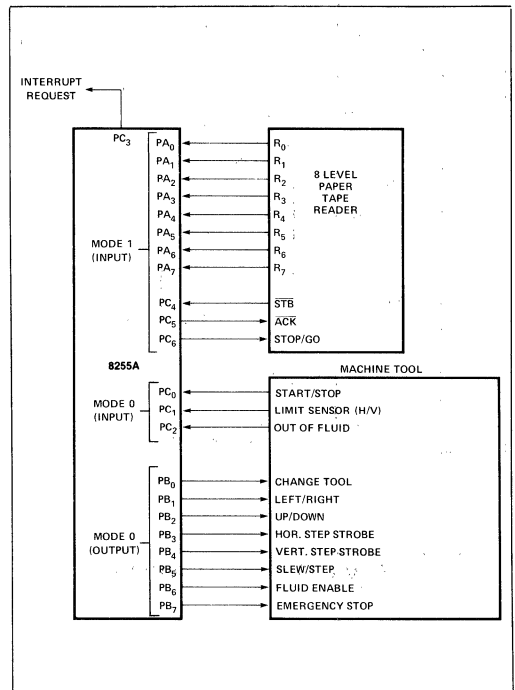 INTERRUPT
REQUEST
PC₃
PA₀ R₀
PA₁ R₁
PA₂ R₂
PA₃ R₃
PA₄ R₄
PA₅ R₅
PA₆ R₆
PA₇ R₇
8 LEVEL
PAPER
TAPE
READER
MODE 1
(INPUT)
PC₄ S̅T̅B̅
PC₅ A̅C̅K̅
PC₆ STOP/GO
8255A
MACHINE TOOL
MODE 0
(INPUT)
PC₀ START/STOP
PC₁ LIMIT SENSOR (H/V)
PC₂ OUT OF FLUID
MODE 0
(OUTPUT)
PB₀ CHANGE TOOL
PB₁ LEFT/RIGHT
PB₂ UP/DOWN
PB₃ HOR. STEP STROBE
PB₄ VERT. STEP STROBE
PB₅ SLEW/STEP
PB₆ FLUID ENABLE
PB₇ EMERGENCY STOP